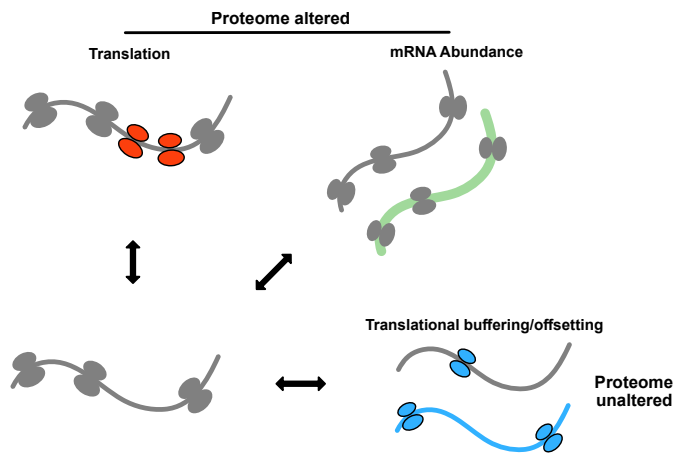 Proteome altered
Translation
mRNA Abundance
Translational buffering/offsetting
Proteome
unaltered